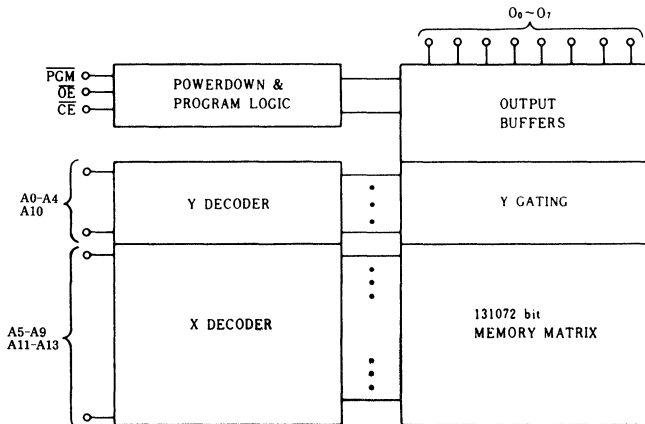 O₀~O₇
PGM
OE
CE
POWERDOWN &
PROGRAM LOGIC
OUTPUT
BUFFERS
A0-A4
A10
Y DECODER
Y GATING
A5-A9
A11-A13
X DECODER
131072 bit
MEMORY MATRIX